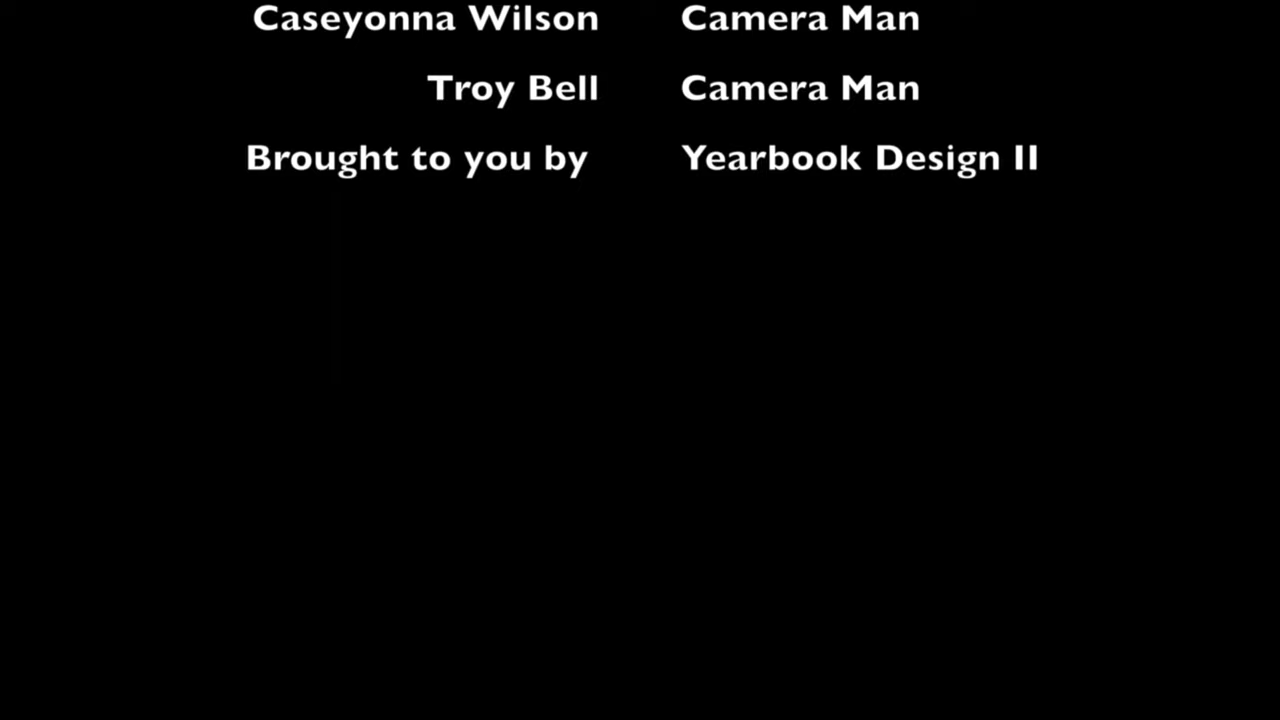 Caseyonna Wilson Camera Man
Troy Bell Camera Man
Brought to you by Yearbook Design II